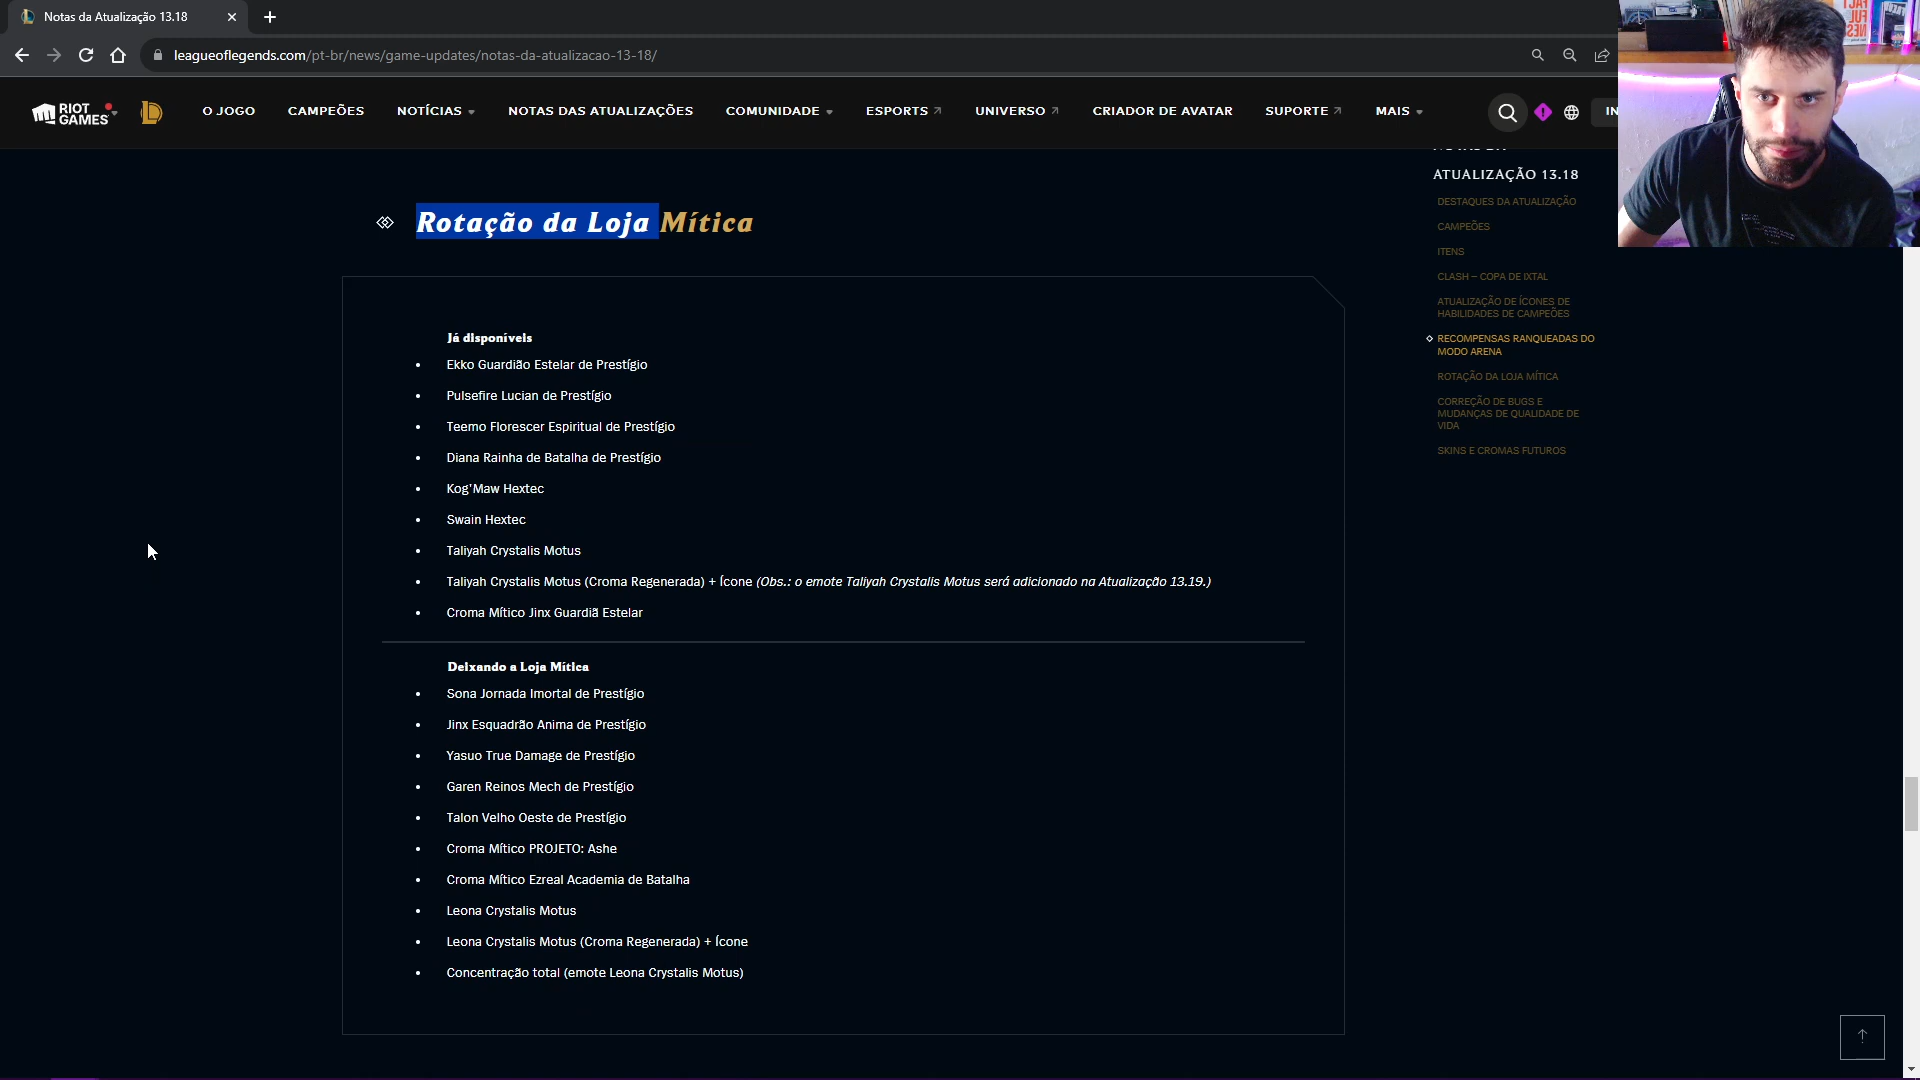 Notas da Atualização 13.18
leagueoflegends.com/pt-br/news/game-updates/notas-da-atualizacao-13-18/
RIOT GAMES
O JOGO
CAMPEÕES
NOTÍCIAS
NOTAS DAS ATUALIZAÇÕES
COMUNIDADE
ESPORTS
UNIVERSO
CRIADOR DE AVATAR
SUPORTE
MAIS
IN
ATUALIZAÇÃO 13.18
DESTAQUES DA ATUALIZAÇÃO
CAMPEÕES
ITENS
CLASH – COPA DE IXTAL
ATUALIZAÇÃO DE ÍCONES DE
HABILIDADES DE CAMPEÕES
RECOMPENSAS RANQUEADAS DO
MODO ARENA
ROTAÇÃO DA LOJA MÍTICA
CORREÇÃO DE BUGS E
MUDANÇAS DE QUALIDADE DE
VIDA
SKINS E CROMAS FUTUROS
Rotação da Loja Mítica
Já disponíveis
• Ekko Guardião Estelar de Prestígio
• Pulsefire Lucian de Prestígio
• Teemo Florescer Espiritual de Prestígio
• Diana Rainha de Batalha de Prestígio
• Kog'Maw Hextec
• Swain Hextec
• Taliyah Crystalis Motus
• Taliyah Crystalis Motus (Croma Regenerada) + Ícone (Obs.: o emote Taliyah Crystalis Motus será adicionado na Atualização 13.19.)
• Croma Mítico Jinx Guardiã Estelar
Deixando a Loja Mítica
• Sona Jornada Imortal de Prestígio
• Jinx Esquadrão Anima de Prestígio
• Yasuo True Damage de Prestígio
• Garen Reinos Mech de Prestígio
• Talon Velho Oeste de Prestígio
• Croma Mítico PROJETO: Ashe
• Croma Mítico Ezreal Academia de Batalha
• Leona Crystalis Motus
• Leona Crystalis Motus (Croma Regenerada) + Ícone
• Concentração total (emote Leona Crystalis Motus)